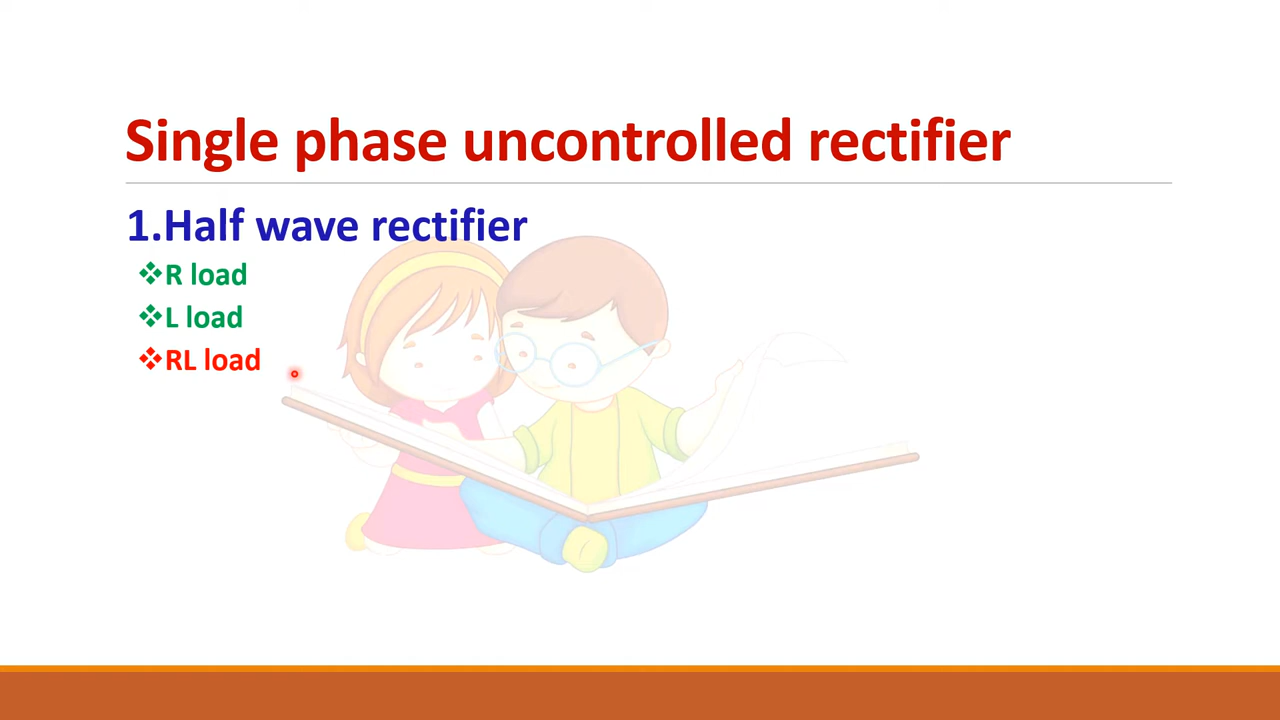 Single phase uncontrolled rectifier
1.Half wave rectifier
❖R load
❖L load
❖RL load